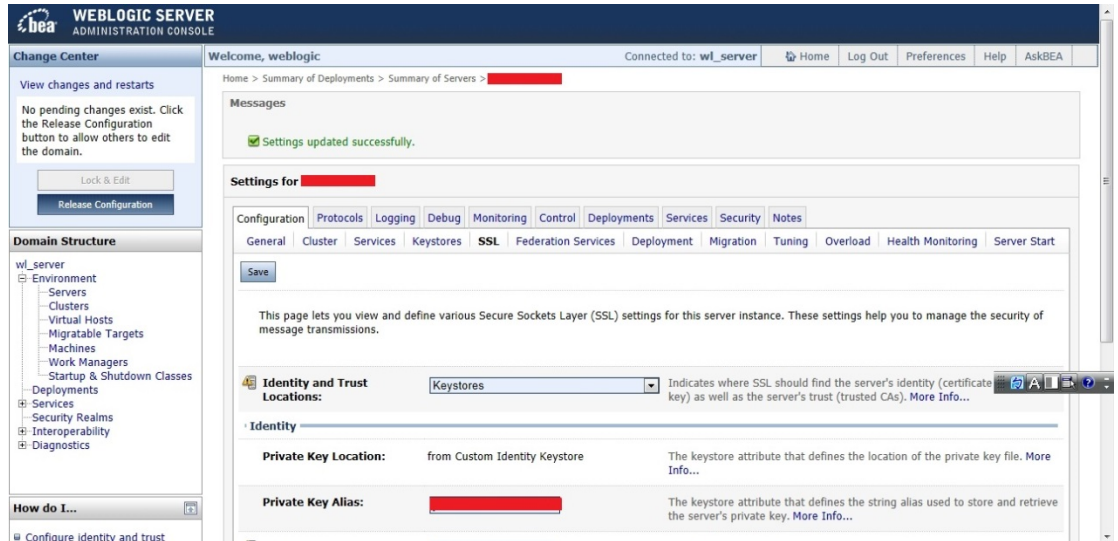 bea WEBLOGIC SERVER
ADMINISTRATION CONSOLE
Change Center
View changes and restarts
No pending changes exist. Click
the Release Configuration
button to allow others to edit
the domain.
Lock & Edit
Release Configuration
Domain Structure
wl_server
Environment
Servers
Clusters
Virtual Hosts
Migratable Targets
Machines
Work Managers
Startup & Shutdown Classes
Deployments
Services
Security Realms
Interoperability
Diagnostics
How do I...
Configure identity and trust
Welcome, weblogic
Connected to: wl_server
Home Log Out Preferences Help AskBEA
Home > Summary of Deployments > Summary of Servers >
Messages
Settings updated successfully.
Settings for
Configuration Protocols Logging Debug Monitoring Control Deployments Services Security Notes
General Cluster Services Keystores SSL Federation Services Deployment Migration Tuning Overload Health Monitoring Server Start
Save
This page lets you view and define various Secure Sockets Layer (SSL) settings for this server instance. These settings help you to manage the security of
message transmissions.
Identity and Trust
Locations:
Keystores
Indicates where SSL should find the server's identity (certificate
key) as well as the server's trust (trusted CAs). More Info...
A
Identity
Private Key Location:
from Custom Identity Keystore
The keystore attribute that defines the location of the private key file. More
Info...
Private Key Alias:
The keystore attribute that defines the string alias used to store and retrieve
the server's private key. More Info...